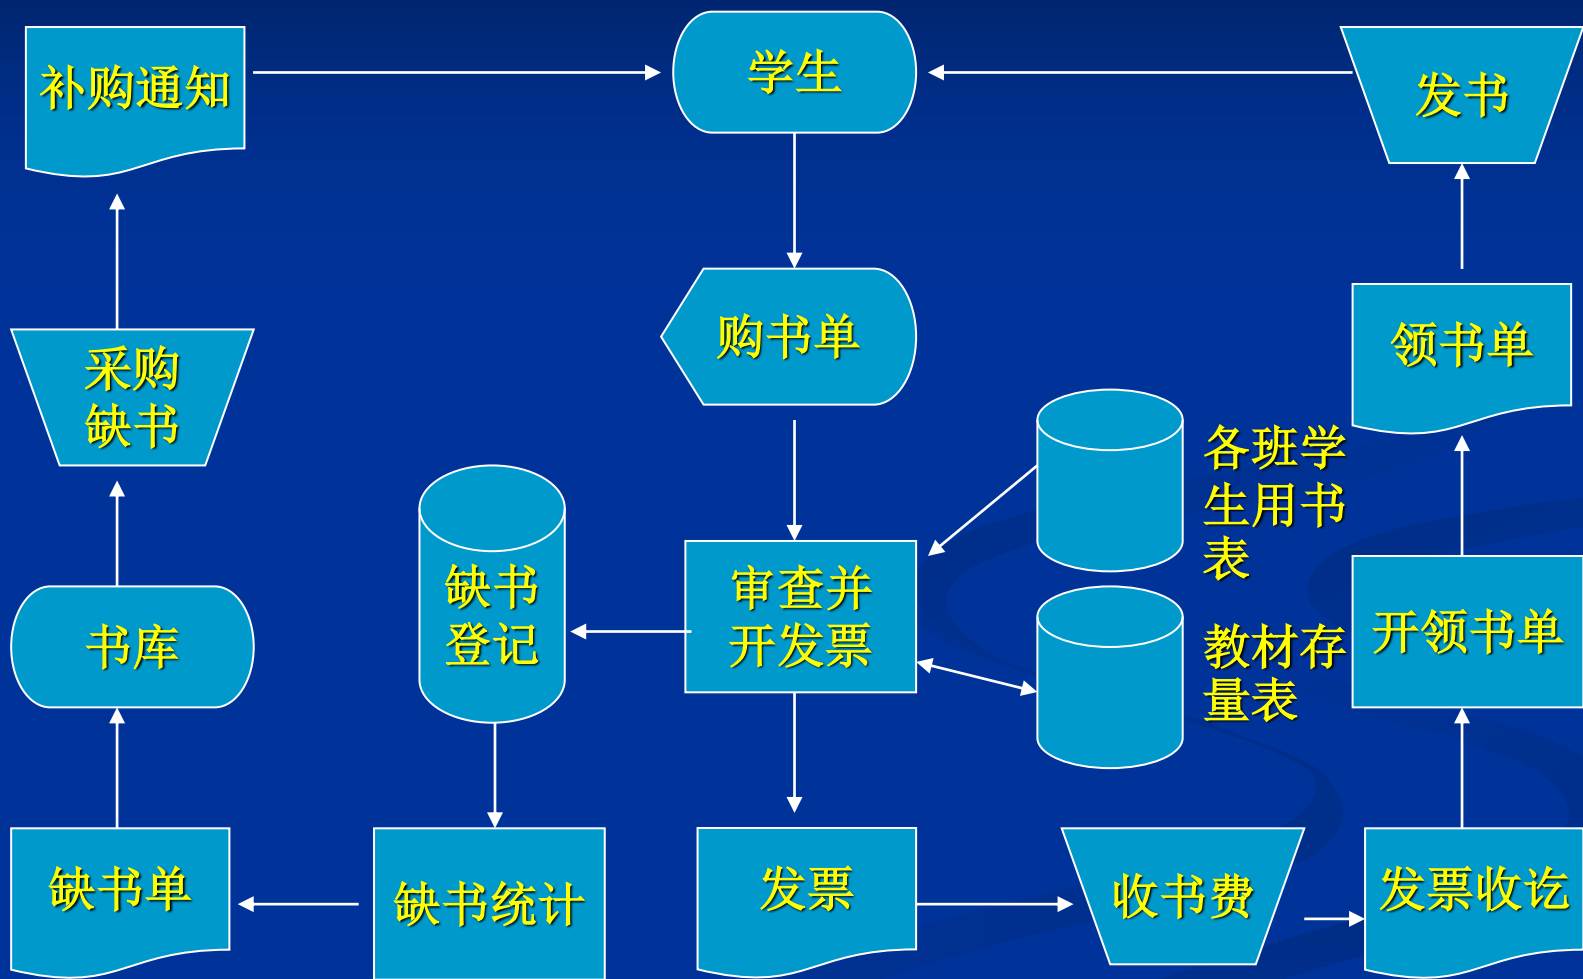 补购通知
学生
发书
购书单
领书单
采购
缺书
各班学
生用书
表
缺书
登记
审查并
开发票
书库
教材存
量表
开领书单
缺书单
缺书统计
发票
收书费
发票收讫